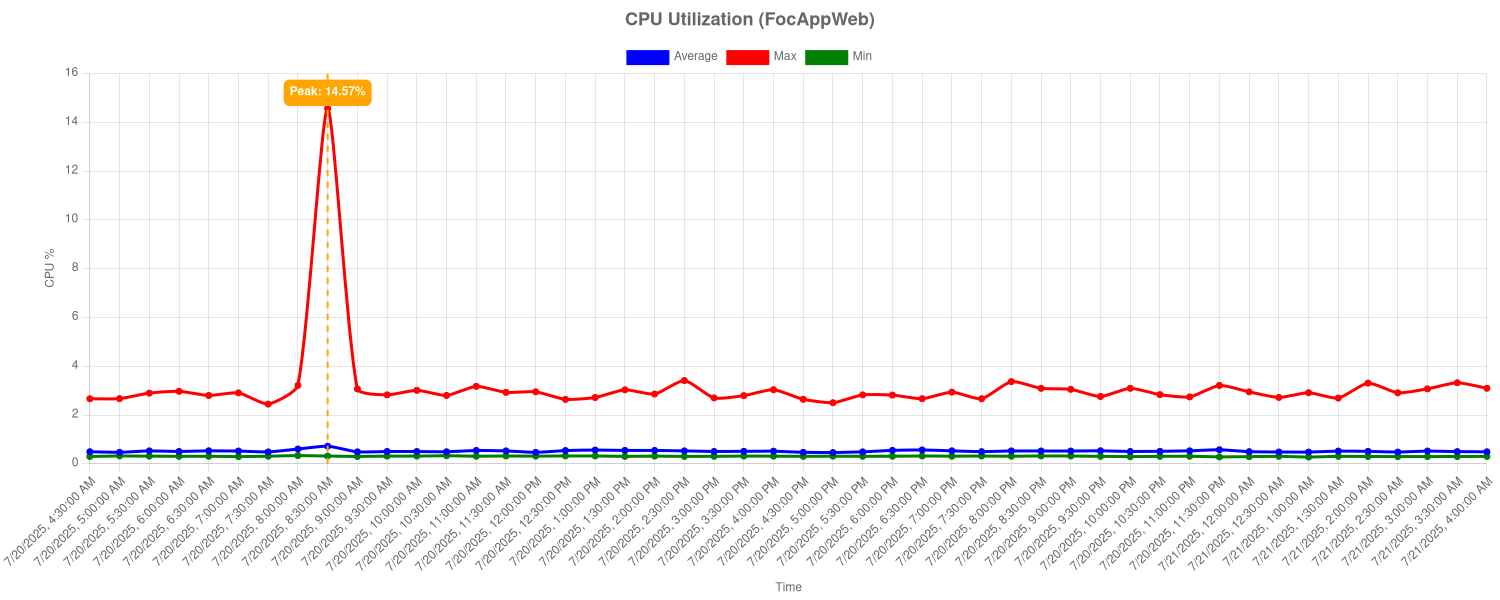 CPU Utilization (FocAppWeb)
Average
Max
Min
Peak: 14.57%
16
14
12
10
8
6
4
2
0
CPU %
7/20/2025, 4:30:00 AM
7/20/2025, 5:00:00 AM
7/20/2025, 5:30:00 AM
7/20/2025, 6:00:00 AM
7/20/2025, 6:30:00 AM
7/20/2025, 7:00:00 AM
7/20/2025, 7:30:00 AM
7/20/2025, 8:00:00 AM
7/20/2025, 8:30:00 AM
7/20/2025, 9:00:00 AM
7/20/2025, 9:30:00 AM
7/20/2025, 10:00:00 AM
7/20/2025, 10:30:00 AM
7/20/2025, 11:00:00 AM
7/20/2025, 11:30:00 AM
7/20/2025, 12:00:00 PM
7/20/2025, 12:30:00 PM
7/20/2025, 1:00:00 PM
7/20/2025, 1:30:00 PM
7/20/2025, 2:00:00 PM
7/20/2025, 2:30:00 PM
7/20/2025, 3:00:00 PM
7/20/2025, 3:30:00 PM
7/20/2025, 4:00:00 PM
7/20/2025, 4:30:00 PM
7/20/2025, 5:00:00 PM
7/20/2025, 5:30:00 PM
7/20/2025, 6:00:00 PM
7/20/2025, 6:30:00 PM
7/20/2025, 7:00:00 PM
7/20/2025, 7:30:00 PM
7/20/2025, 8:00:00 PM
7/20/2025, 8:30:00 PM
7/20/2025, 9:00:00 PM
7/20/2025, 9:30:00 PM
7/20/2025, 10:00:00 PM
7/20/2025, 10:30:00 PM
7/20/2025, 11:00:00 PM
7/20/2025, 11:30:00 PM
7/21/2025, 12:00:00 AM
7/21/2025, 12:30:00 AM
7/21/2025, 1:00:00 AM
7/21/2025, 1:30:00 AM
7/21/2025, 2:00:00 AM
7/21/2025, 2:30:00 AM
7/21/2025, 3:00:00 AM
7/21/2025, 3:30:00 AM
7/21/2025, 4:00:00 AM
Time